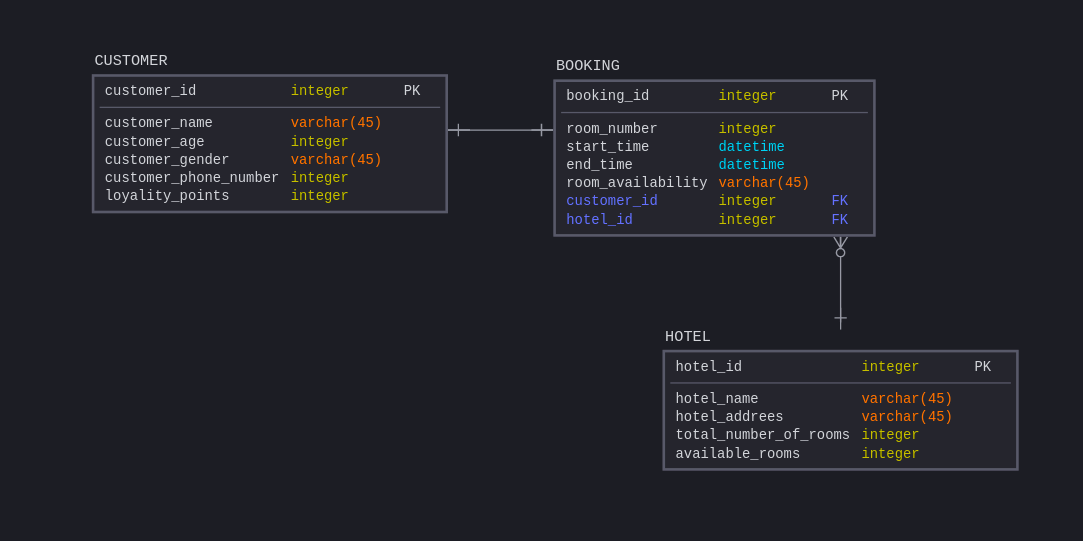 CUSTOMER
customer_id integer PK
customer_name varchar(45)
customer_age integer
customer_gender varchar(45)
customer_phone_number integer
loyality_points integer
BOOKING
booking_id integer PK
room_number integer
start_time datetime
end_time datetime
room_availability varchar(45)
customer_id integer FK
hotel_id integer FK
HOTEL
hotel_id integer PK
hotel_name varchar(45)
hotel_addrees varchar(45)
total_number_of_rooms integer
available_rooms integer